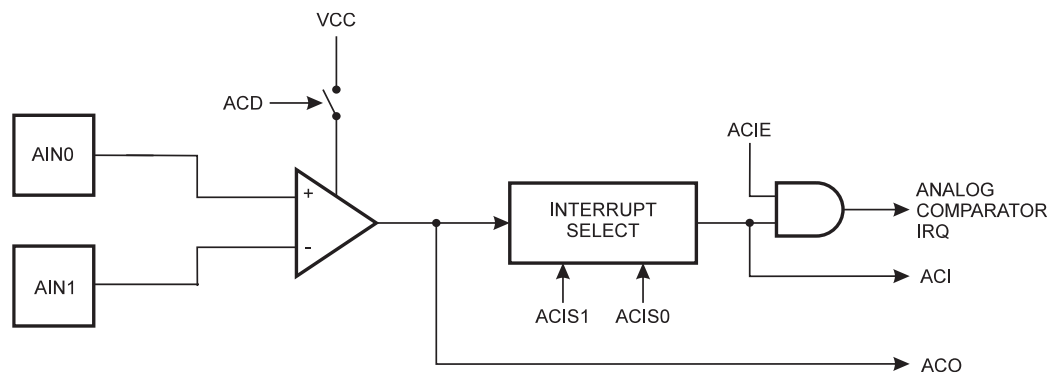 VCC
ACD
AIN0
ACIE
+
INTERRUPT
SELECT
ANALOG
COMPARATOR
IRQ
-
AIN1
ACI
ACIS1
ACIS0
ACO